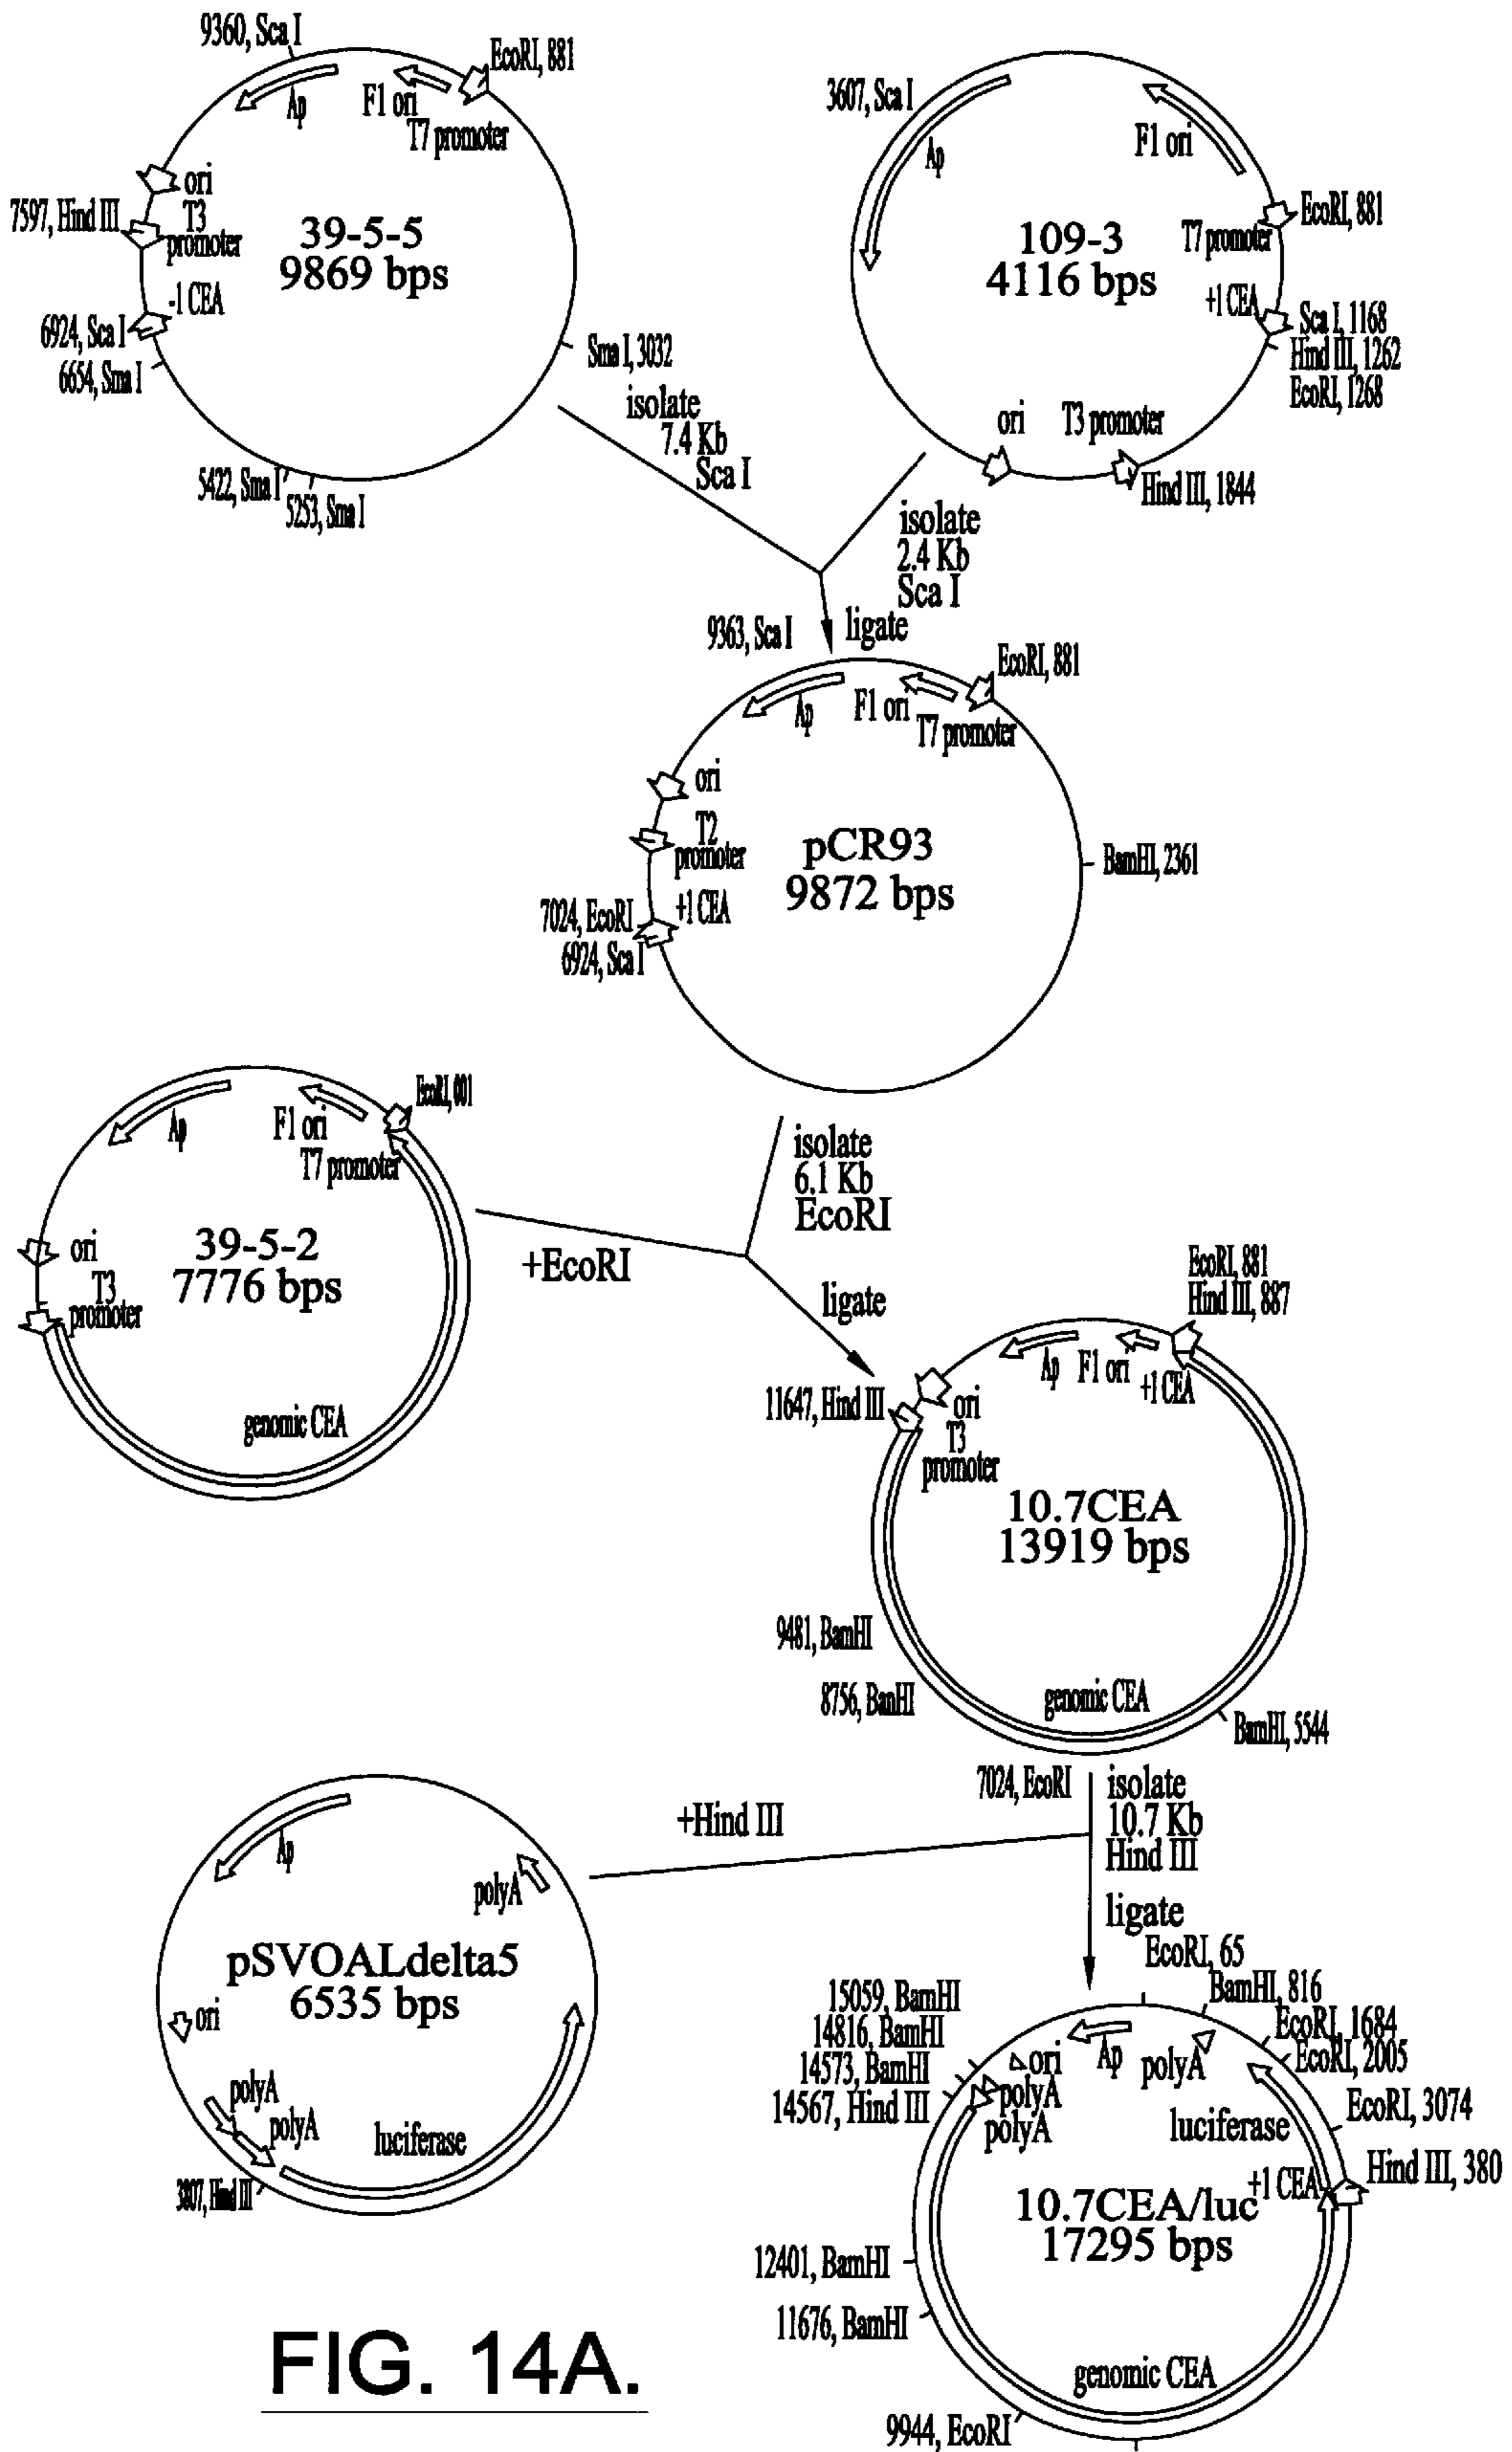 9360, Sca I
EcoRI, 881
Ap
F1 ori
T7 promoter
ori
7597, Hind III
T3
promoter
39-5-5
9869 bps
-1 CEA
6924, Sca I
6654, Sma I
Sma I, 3032
5422, Sma I
5253, Sma I
3607, Sca I
Ap
F1 ori
EcoRI, 881
T7 promoter
109-3
4116 bps
+1 CEA
Sca I, 1168
Hind III, 1262
EcoRI, 1268
ori
T3 promoter
Hind III, 1844
isolate
7.4 Kb
Sca I
isolate
2.4 Kb
Sca I
ligate
9363, Sca I
EcoRI, 881
Ap
F1 ori
T7 promoter
ori
T2
promoter
pCR93
9872 bps
BamHI, 2361
+1 CEA
7024, EcoRI
6924, Sca I
Ap
F1 ori
T7 promoter
ori
T3
promoter
39-5-2
7776 bps
genomic CEA
isolate
6.1 Kb
EcoRI
+EcoRI
ligate
EcoRI, 881
Hind III, 887
Ap
F1 ori
+1 CEA
11647, Hind III
ori
T3
promoter
10.7CEA
13919 bps
9481, BamHI
8756, BanHI
genomic CEA
BamHI, 5544
7024, EcoRI
isolate
10.7 Kb
Hind III
+Hind III
ligate
Ap
polyA
pSVOALdelta5
6535 bps
ori
polyA
polyA
luciferase
3807, Hind III
EcoRI, 65
BamHI, 816
EcoRI, 1684
EcoRI, 2005
EcoRI, 3074
Hind III, 380
15059, BamHI
14816, BamHI
14573, BamHI
14567, Hind III
ori
Ap
polyA
polyA
polyA
luciferase
+1 CEA
10.7CEA/luc
17295 bps
12401, BamHI
11676, BamHI
genomic CEA
9944, EcoRI
FIG. 14A.